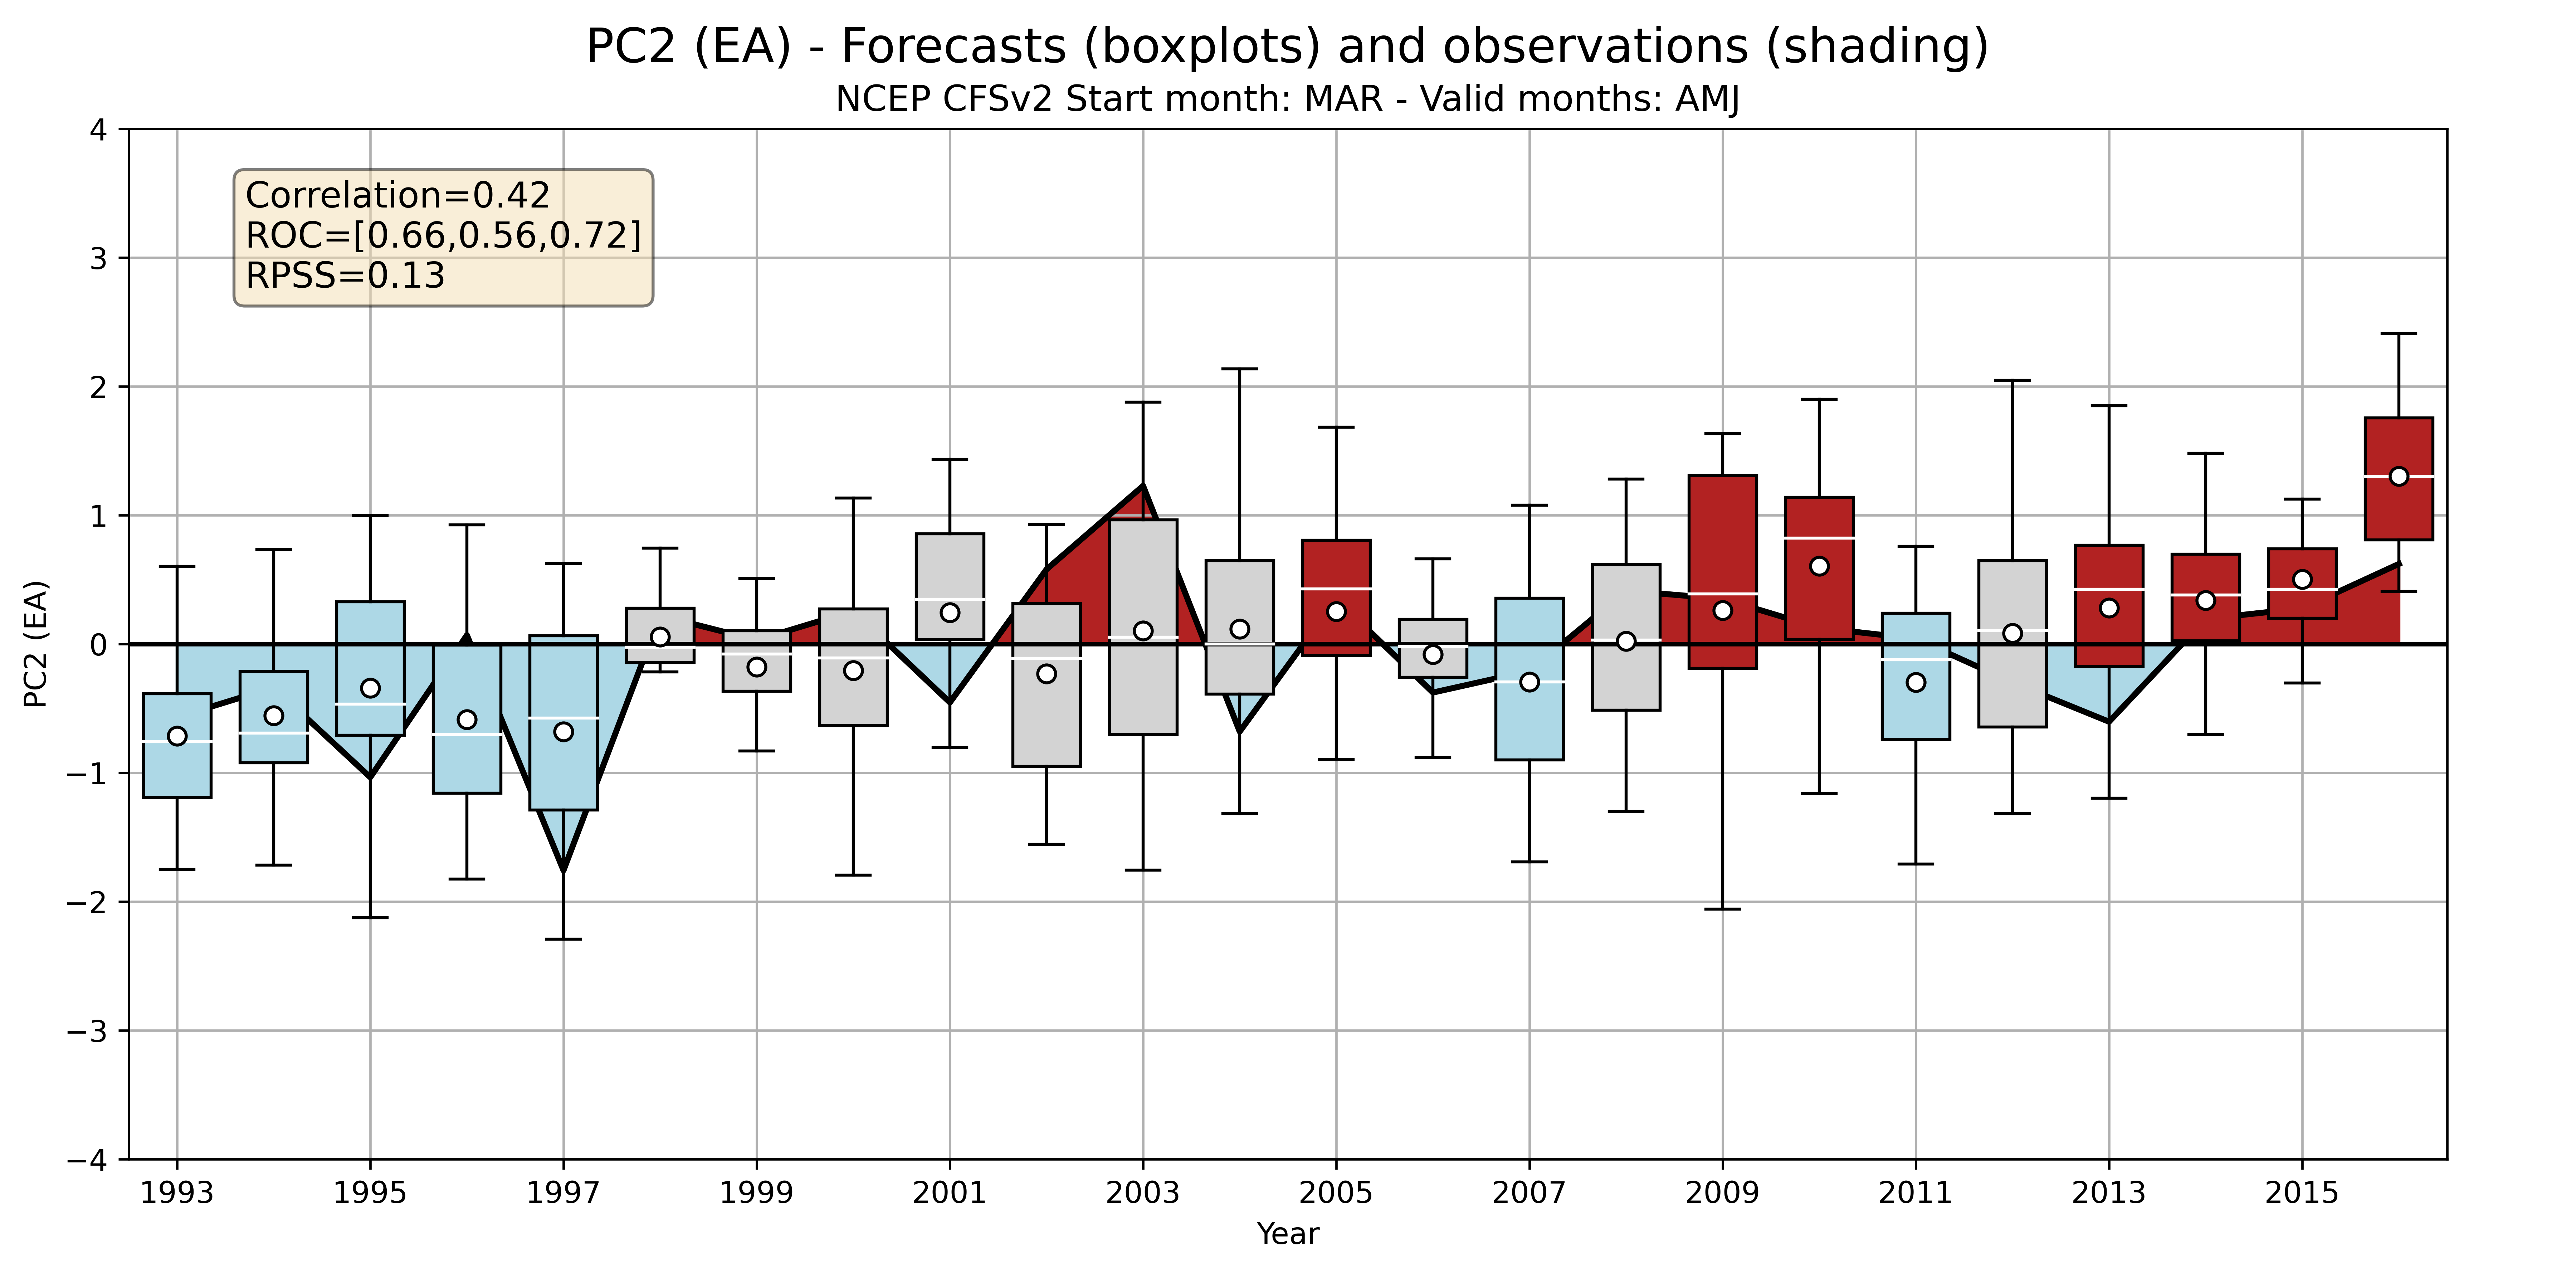 PC2 (EA) - Forecasts (boxplots) and observations (shading)
NCEP CFSv2 Start month: MAR - Valid months: AMJ
Correlation=0.42
ROC=[0.66,0.56,0.72]
RPSS=0.13
PC2 (EA)
4
3
2
1
0
−1
−2
−3
−4
1993 1995 1997 1999 2001 2003 2005 2007 2009 2011 2013 2015
Year